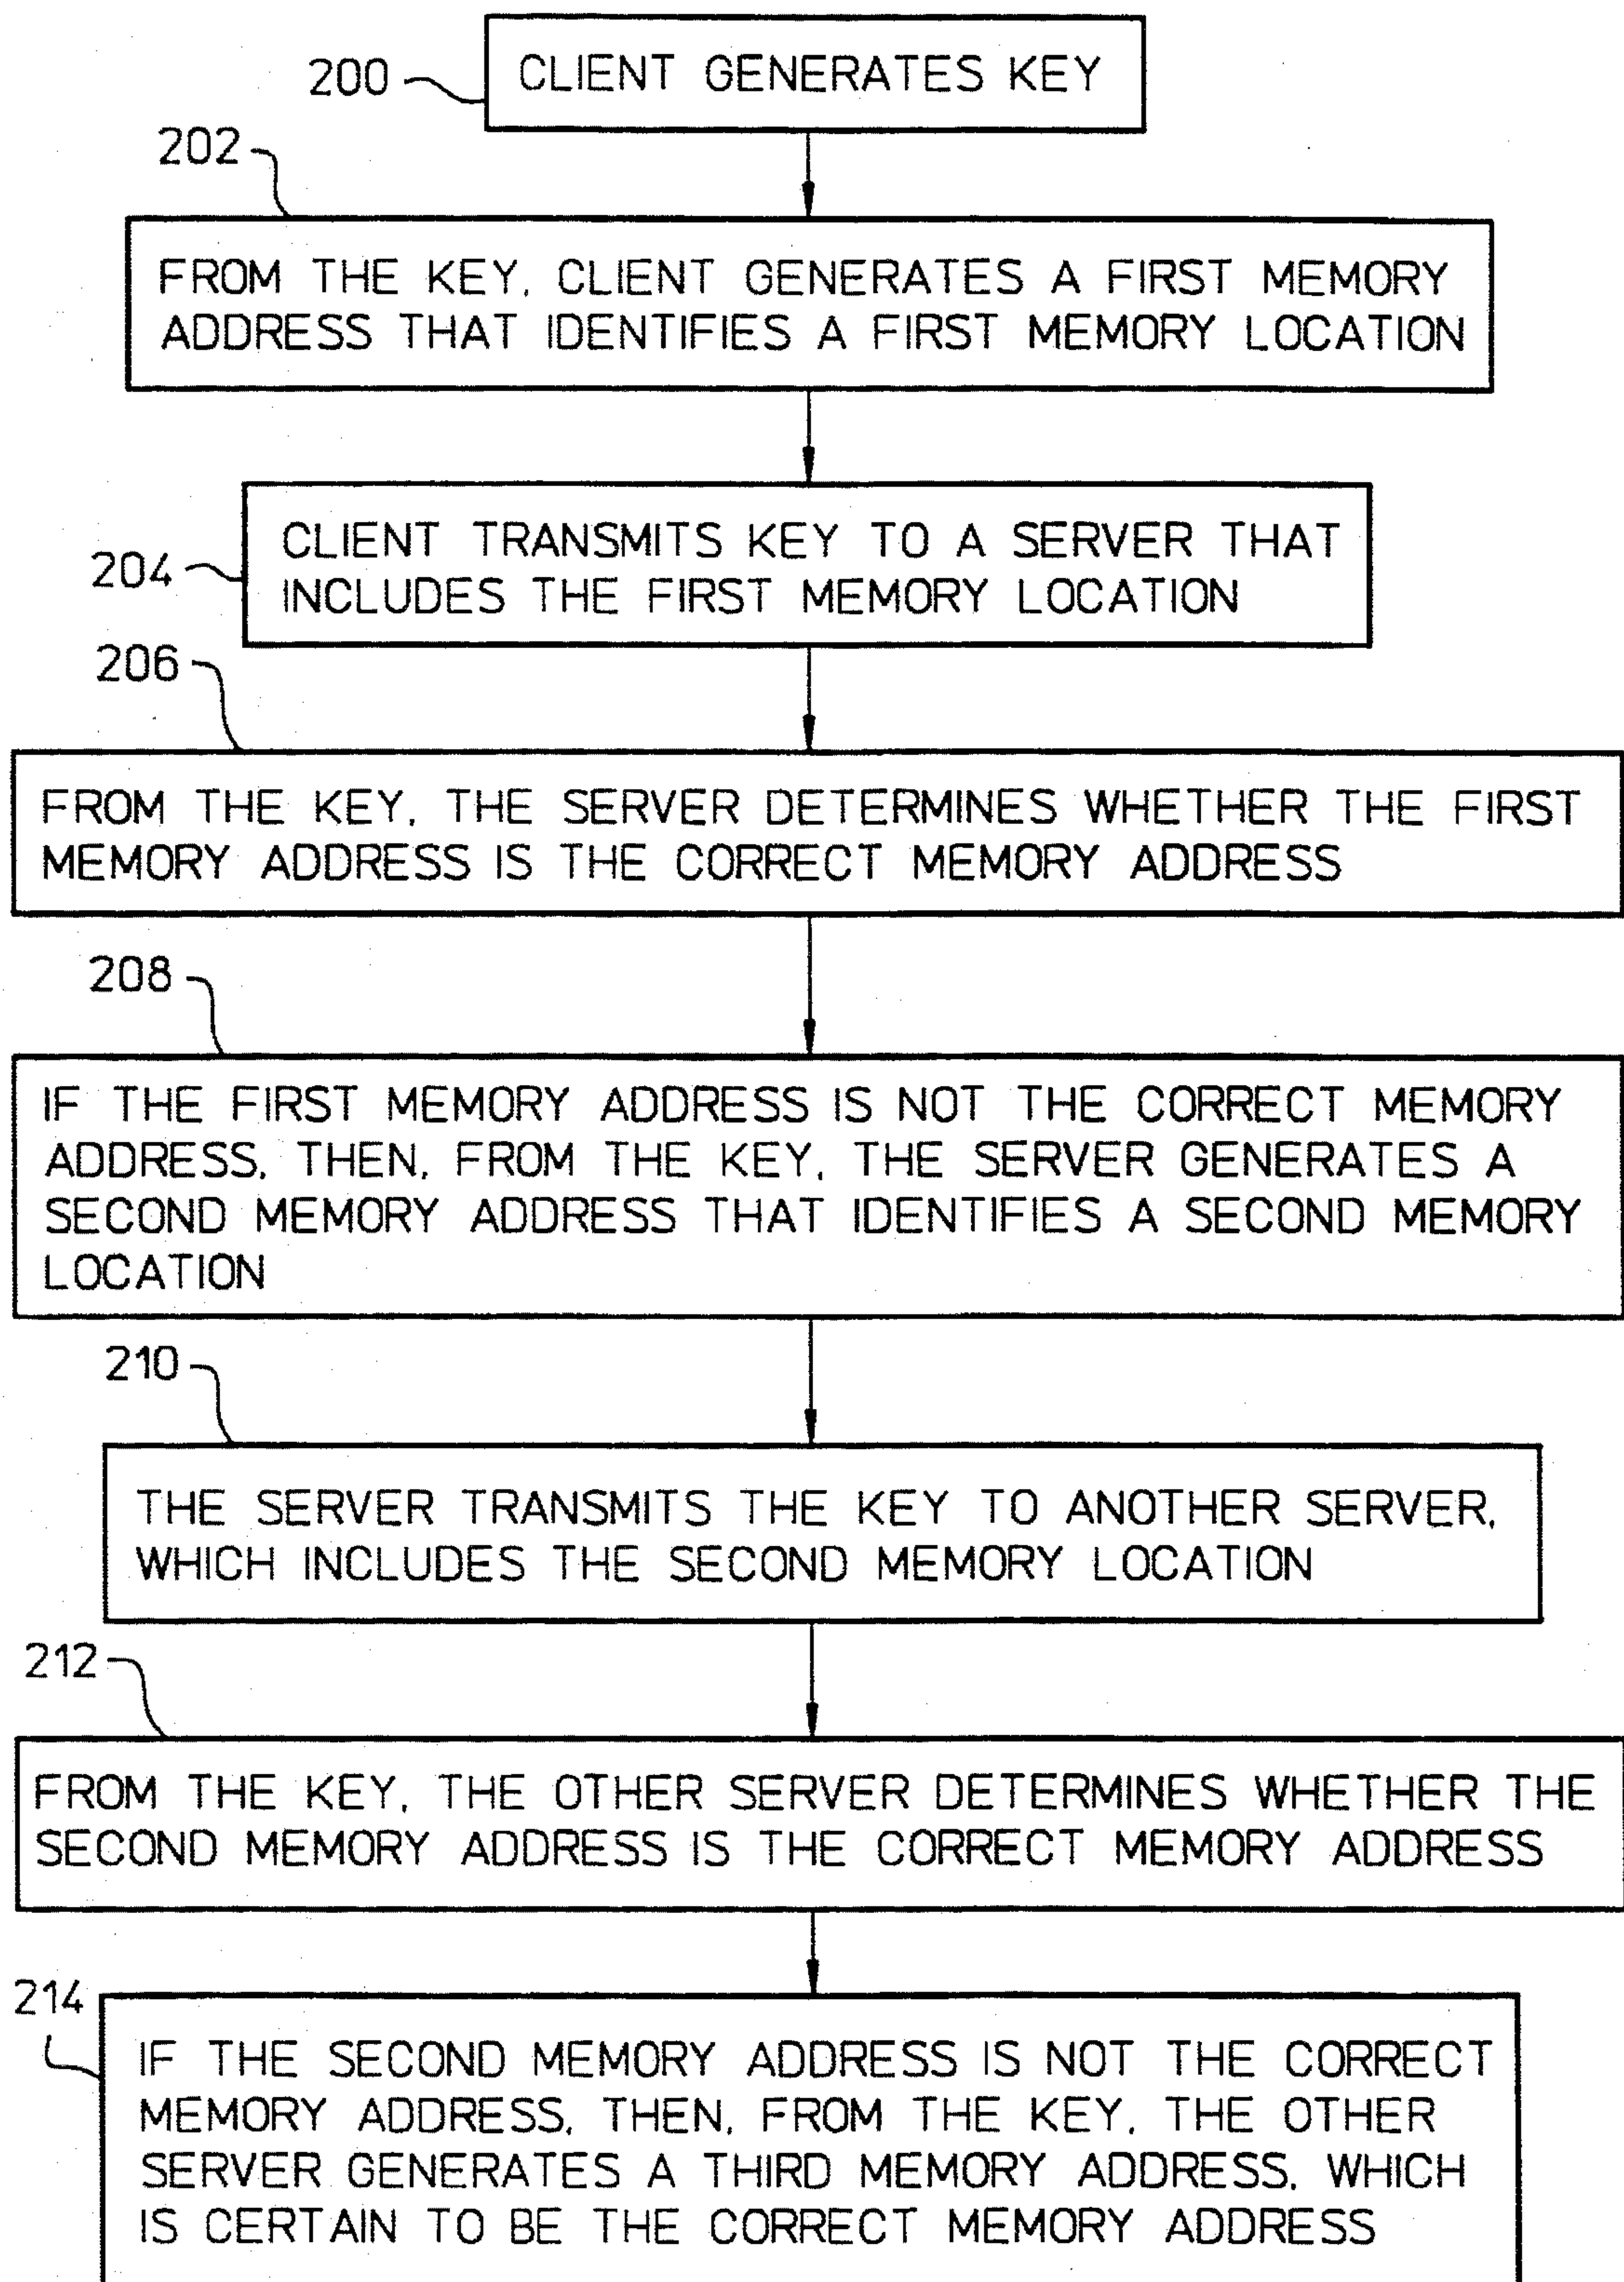 200
CLIENT GENERATES KEY
202
FROM THE KEY, CLIENT GENERATES A FIRST MEMORY
ADDRESS THAT IDENTIFIES A FIRST MEMORY LOCATION
204
CLIENT TRANSMITS KEY TO A SERVER THAT
INCLUDES THE FIRST MEMORY LOCATION
206
FROM THE KEY, THE SERVER DETERMINES WHETHER THE FIRST
MEMORY ADDRESS IS THE CORRECT MEMORY ADDRESS
208
IF THE FIRST MEMORY ADDRESS IS NOT THE CORRECT MEMORY
ADDRESS, THEN, FROM THE KEY, THE SERVER GENERATES A
SECOND MEMORY ADDRESS THAT IDENTIFIES A SECOND MEMORY
LOCATION
210
THE SERVER TRANSMITS THE KEY TO ANOTHER SERVER,
WHICH INCLUDES THE SECOND MEMORY LOCATION
212
FROM THE KEY, THE OTHER SERVER DETERMINES WHETHER THE
SECOND MEMORY ADDRESS IS THE CORRECT MEMORY ADDRESS
214
IF THE SECOND MEMORY ADDRESS IS NOT THE CORRECT
MEMORY ADDRESS, THEN, FROM THE KEY, THE OTHER
SERVER GENERATES A THIRD MEMORY ADDRESS, WHICH
IS CERTAIN TO BE THE CORRECT MEMORY ADDRESS